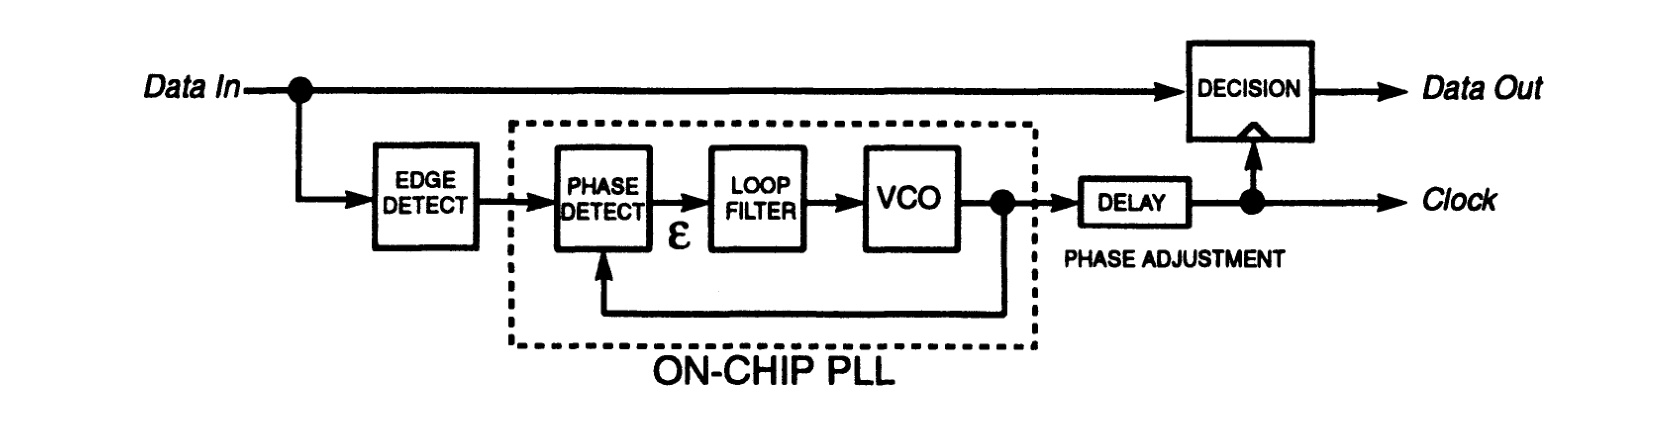 Data In
DECISION
Data Out
EDGE
DETECT
PHASE
DETECT
ε
LOOP
FILTER
VCO
DELAY
Clock
PHASE ADJUSTMENT
ON-CHIP PLL